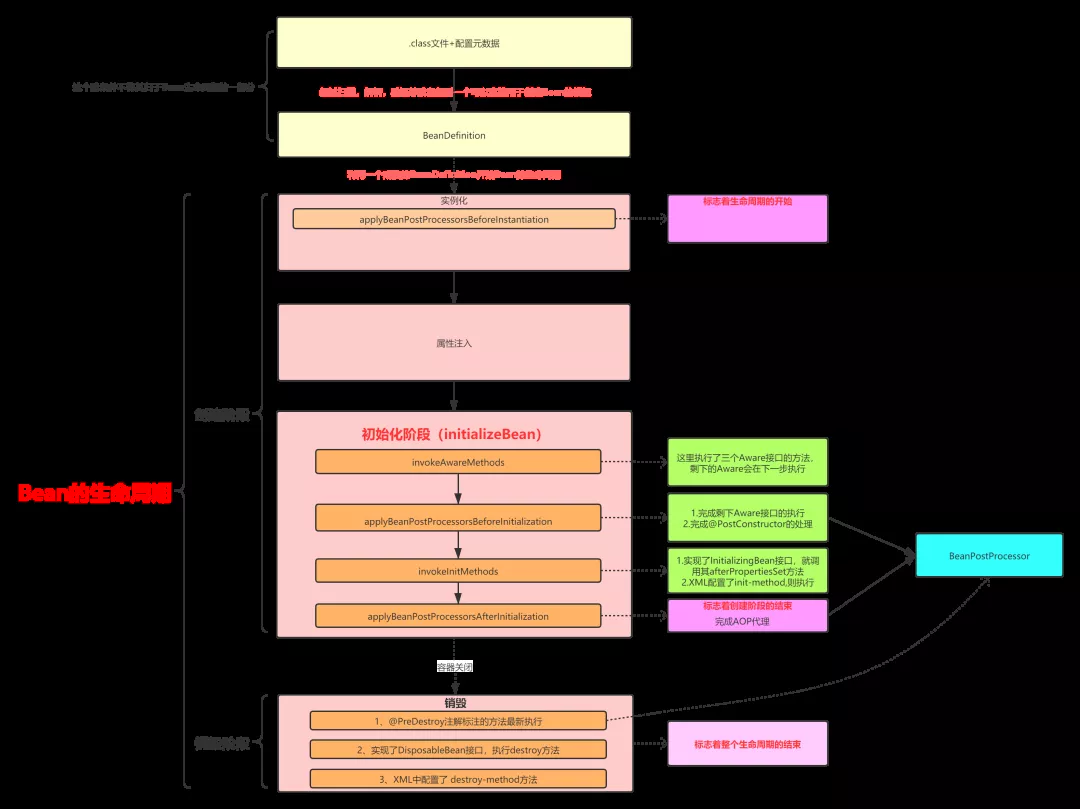 .class文件+配置元数据
BeanDefinition
实例化
applyBeanPostProcessorsBeforeInstantiation
标志着生命周期的开始
属性注入
创建阶段
初始化阶段（initializeBean）
invokeAwareMethods
这里执行了三个Aware接口的方法，
剩下的Aware会在下一步执行
applyBeanPostProcessorsBeforeInitialization
1.完成剩下Aware接口的执行
2.完成@PostConstructor的处理
Bean的生命周期
BeanPostProcessor
invokeInitMethods
1.实现了InitializingBean接口，就调
用其afterPropertiesSet方法
2.XML配置了init-method,则执行
applyBeanPostProcessorsAfterInitialization
标志着创建阶段的结束
完成AOP代理
容器关闭
销毁
1、@PreDestroy注解标注的方法最新执行
销毁阶段
2、实现了DisposableBean接口，执行destroy方法
标志着整个生命周期的结束
3、XML中配置了 destroy-method方法